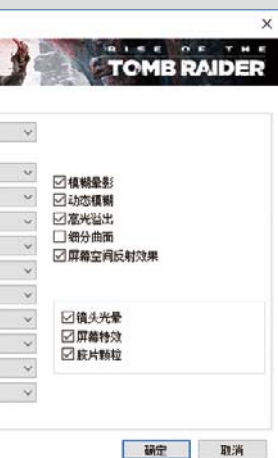 RISE OF THE
TOMB RAIDER
模糊晕影
动态模糊
高光溢出
细分曲面
屏幕空间反射效果
镜头光晕
屏幕特效
胶片颗粒
确定
取消